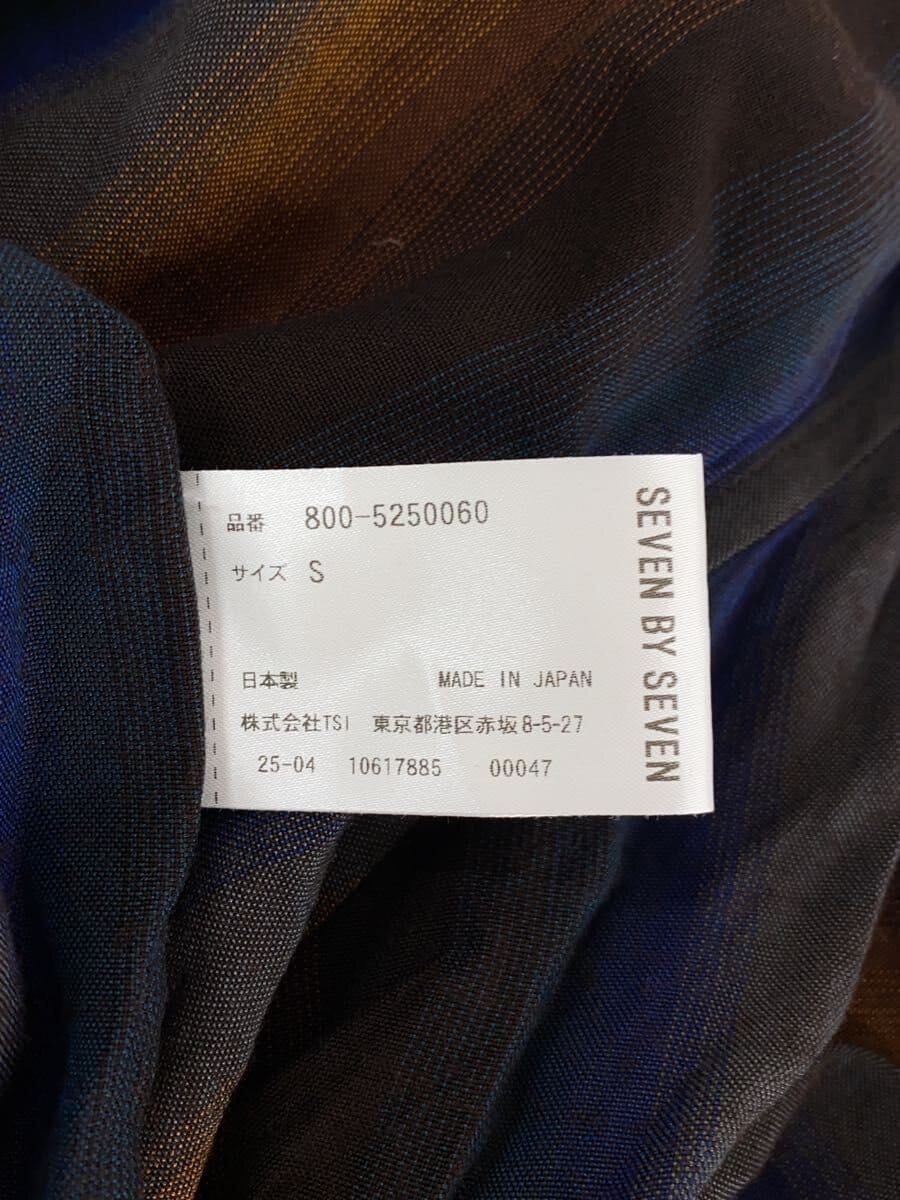 品番 800-5250060
サイズ S
日本製 MADE IN JAPAN
株式会社TSI 東京都港区赤坂8-5-27
25-04 10617885 00047
SEVEN BY SEVEN